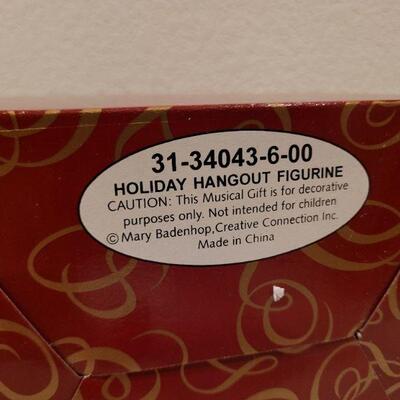 31-34043-6-00
HOLIDAY HANGOUT FIGURINE
CAUTION: This Musical Gift is for decorative
purposes only. Not intended for children
© Mary Badenhop, Creative Connection Inc.
Made in China